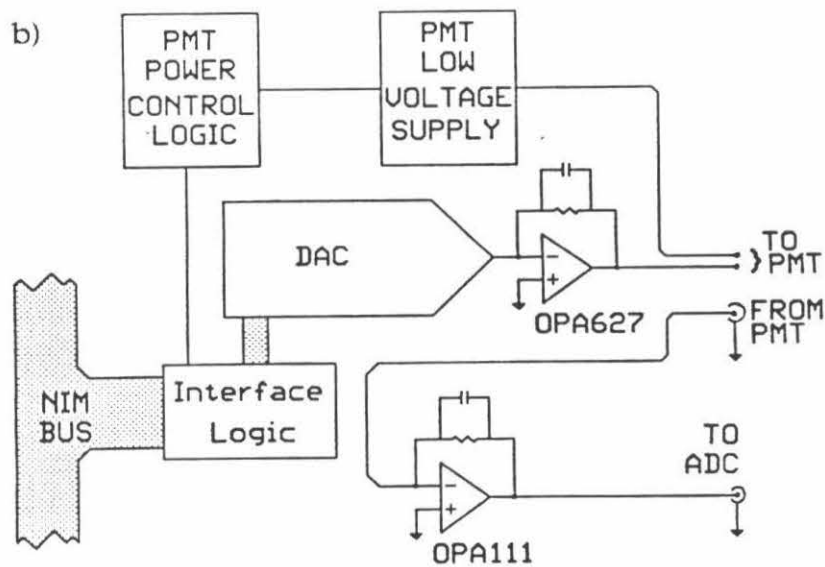 b)
PMT
POWER
CONTROL
LOGIC
PMT
LOW
VOLTAGE
SUPPLY
DAC
-
+
OPA627
TO
} PMT
FROM
PMT
NIM
BUS
Interface
Logic
-
+
OPA111
TO
ADC